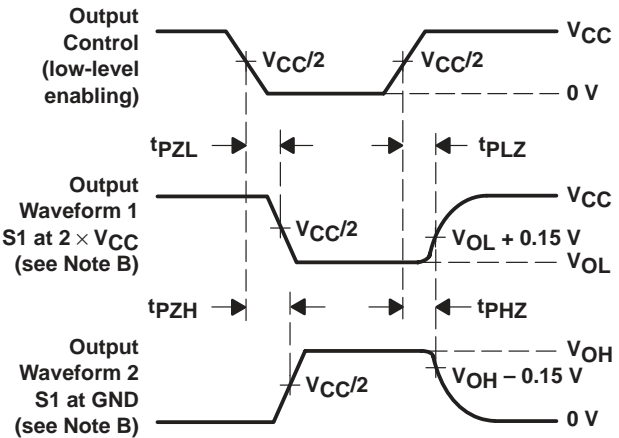 Output
Control
(low-level
enabling)
VCC
VCC/2
VCC/2
0 V
tPZL
tPLZ
Output
Waveform 1
S1 at 2 × VCC
(see Note B)
VCC
VCC/2
VOL + 0.15 V
VOL
tPZH
tPHZ
Output
Waveform 2
S1 at GND
(see Note B)
VOH
VCC/2
VOH – 0.15 V
0 V